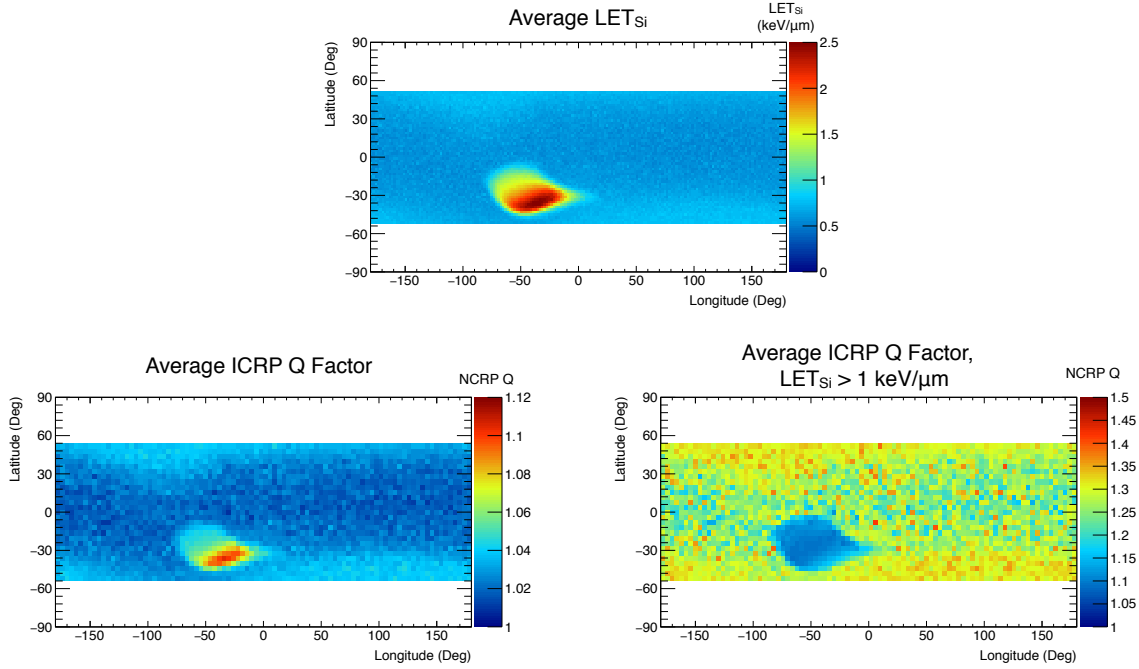 Average LET_Si
LET_Si
(keV/μm)
Latitude (Deg)
90
60
30
0
−30
−60
−90
−150 −100 −50 0 50 100 150
Longitude (Deg)
2.5
2
1.5
1
0.5
0
Average ICRP Q Factor
NCRP Q
Latitude (Deg)
90
60
30
0
−30
−60
−90
−150 −100 −50 0 50 100 150
Longitude (Deg)
1.12
1.1
1.08
1.06
1.04
1.02
1
Average ICRP Q Factor,
LET_Si > 1 keV/μm
NCRP Q
Latitude (Deg)
90
60
30
0
−30
−60
−90
−150 −100 −50 0 50 100 150
Longitude (Deg)
1.5
1.45
1.4
1.35
1.3
1.25
1.2
1.15
1.1
1.05
1